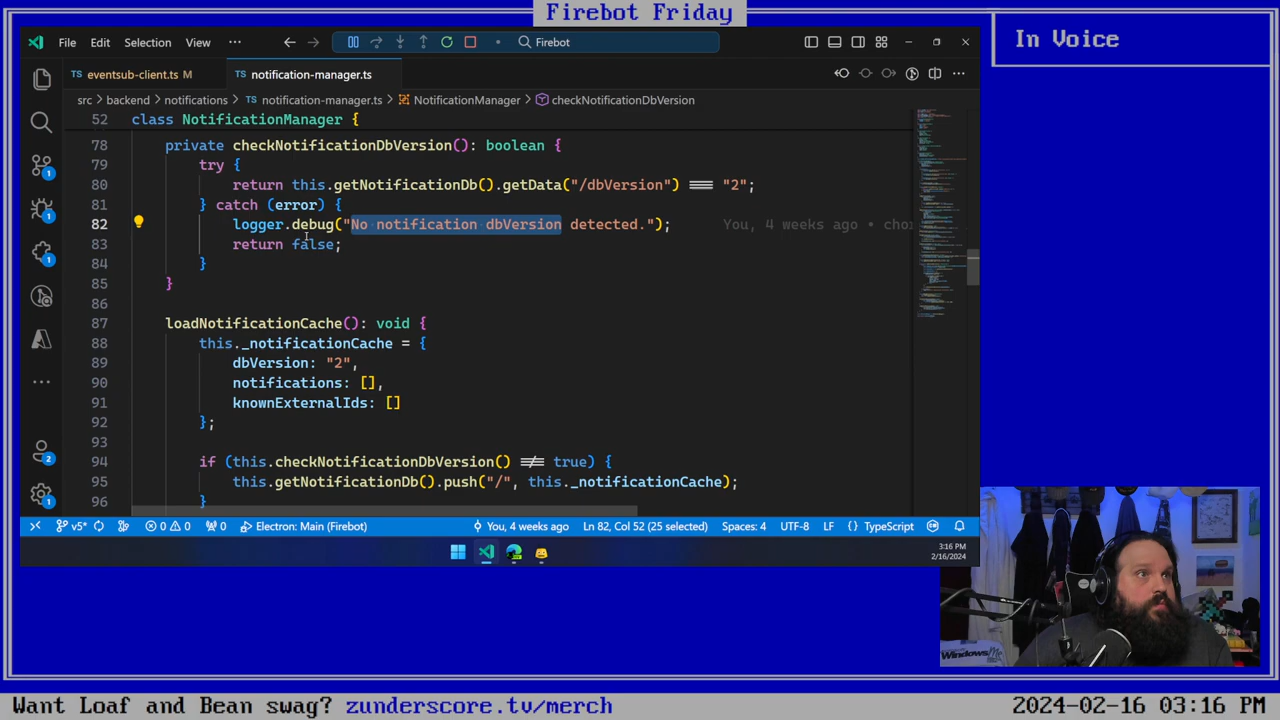 Firebot Friday
In Voice
File Edit Selection View ... Firebot
TS eventsub-client.ts M TS notification-manager.ts
src > backend > notifications > TS notification-manager.ts > NotificationManager > checkNotificationDbVersion
52 class NotificationManager {
78 private checkNotificationDbVersion(): boolean {
79 try {
80 return this.getNotificationDb().getData("/dbVersion") === "2";
81 } catch (error) {
82 logger.debug("No notification DB version detected."); You, 4 weeks ago • chor
83 return false;
84 }
85 }
86
87 loadNotificationCache(): void {
88 this._notificationCache = {
89 dbVersion: "2",
90 notifications: [],
91 knownExternalIds: []
92 };
93
94 if (this.checkNotificationDbVersion() !== true) {
95 this.getNotificationDb().push("/", this._notificationCache);
96 }
v5* 0 0 0 Electron: Main (Firebot) You, 4 weeks ago Ln 82, Col 52 (25 selected) Spaces: 4 UTF-8 LF {} TypeScript
3:16 PM
2/16/2024
Want Loaf and Bean swag? zunderscore.tv/merch 2024-02-16 03:16 PM